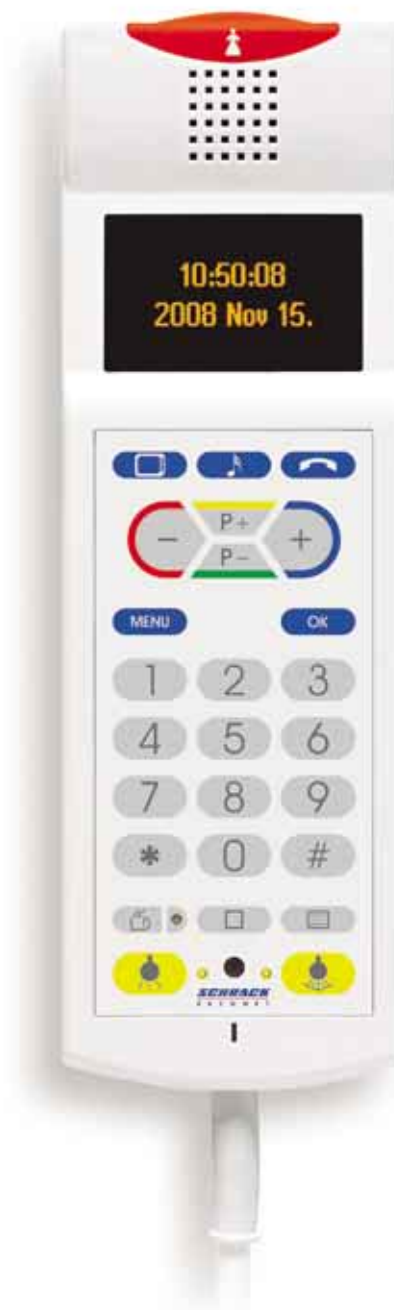 10:50:08
2008 Nov 15.
P+
- +
P-
MENU OK
1 2 3
4 5 6
7 8 9
* 0 #
SCHRACK
SECONET